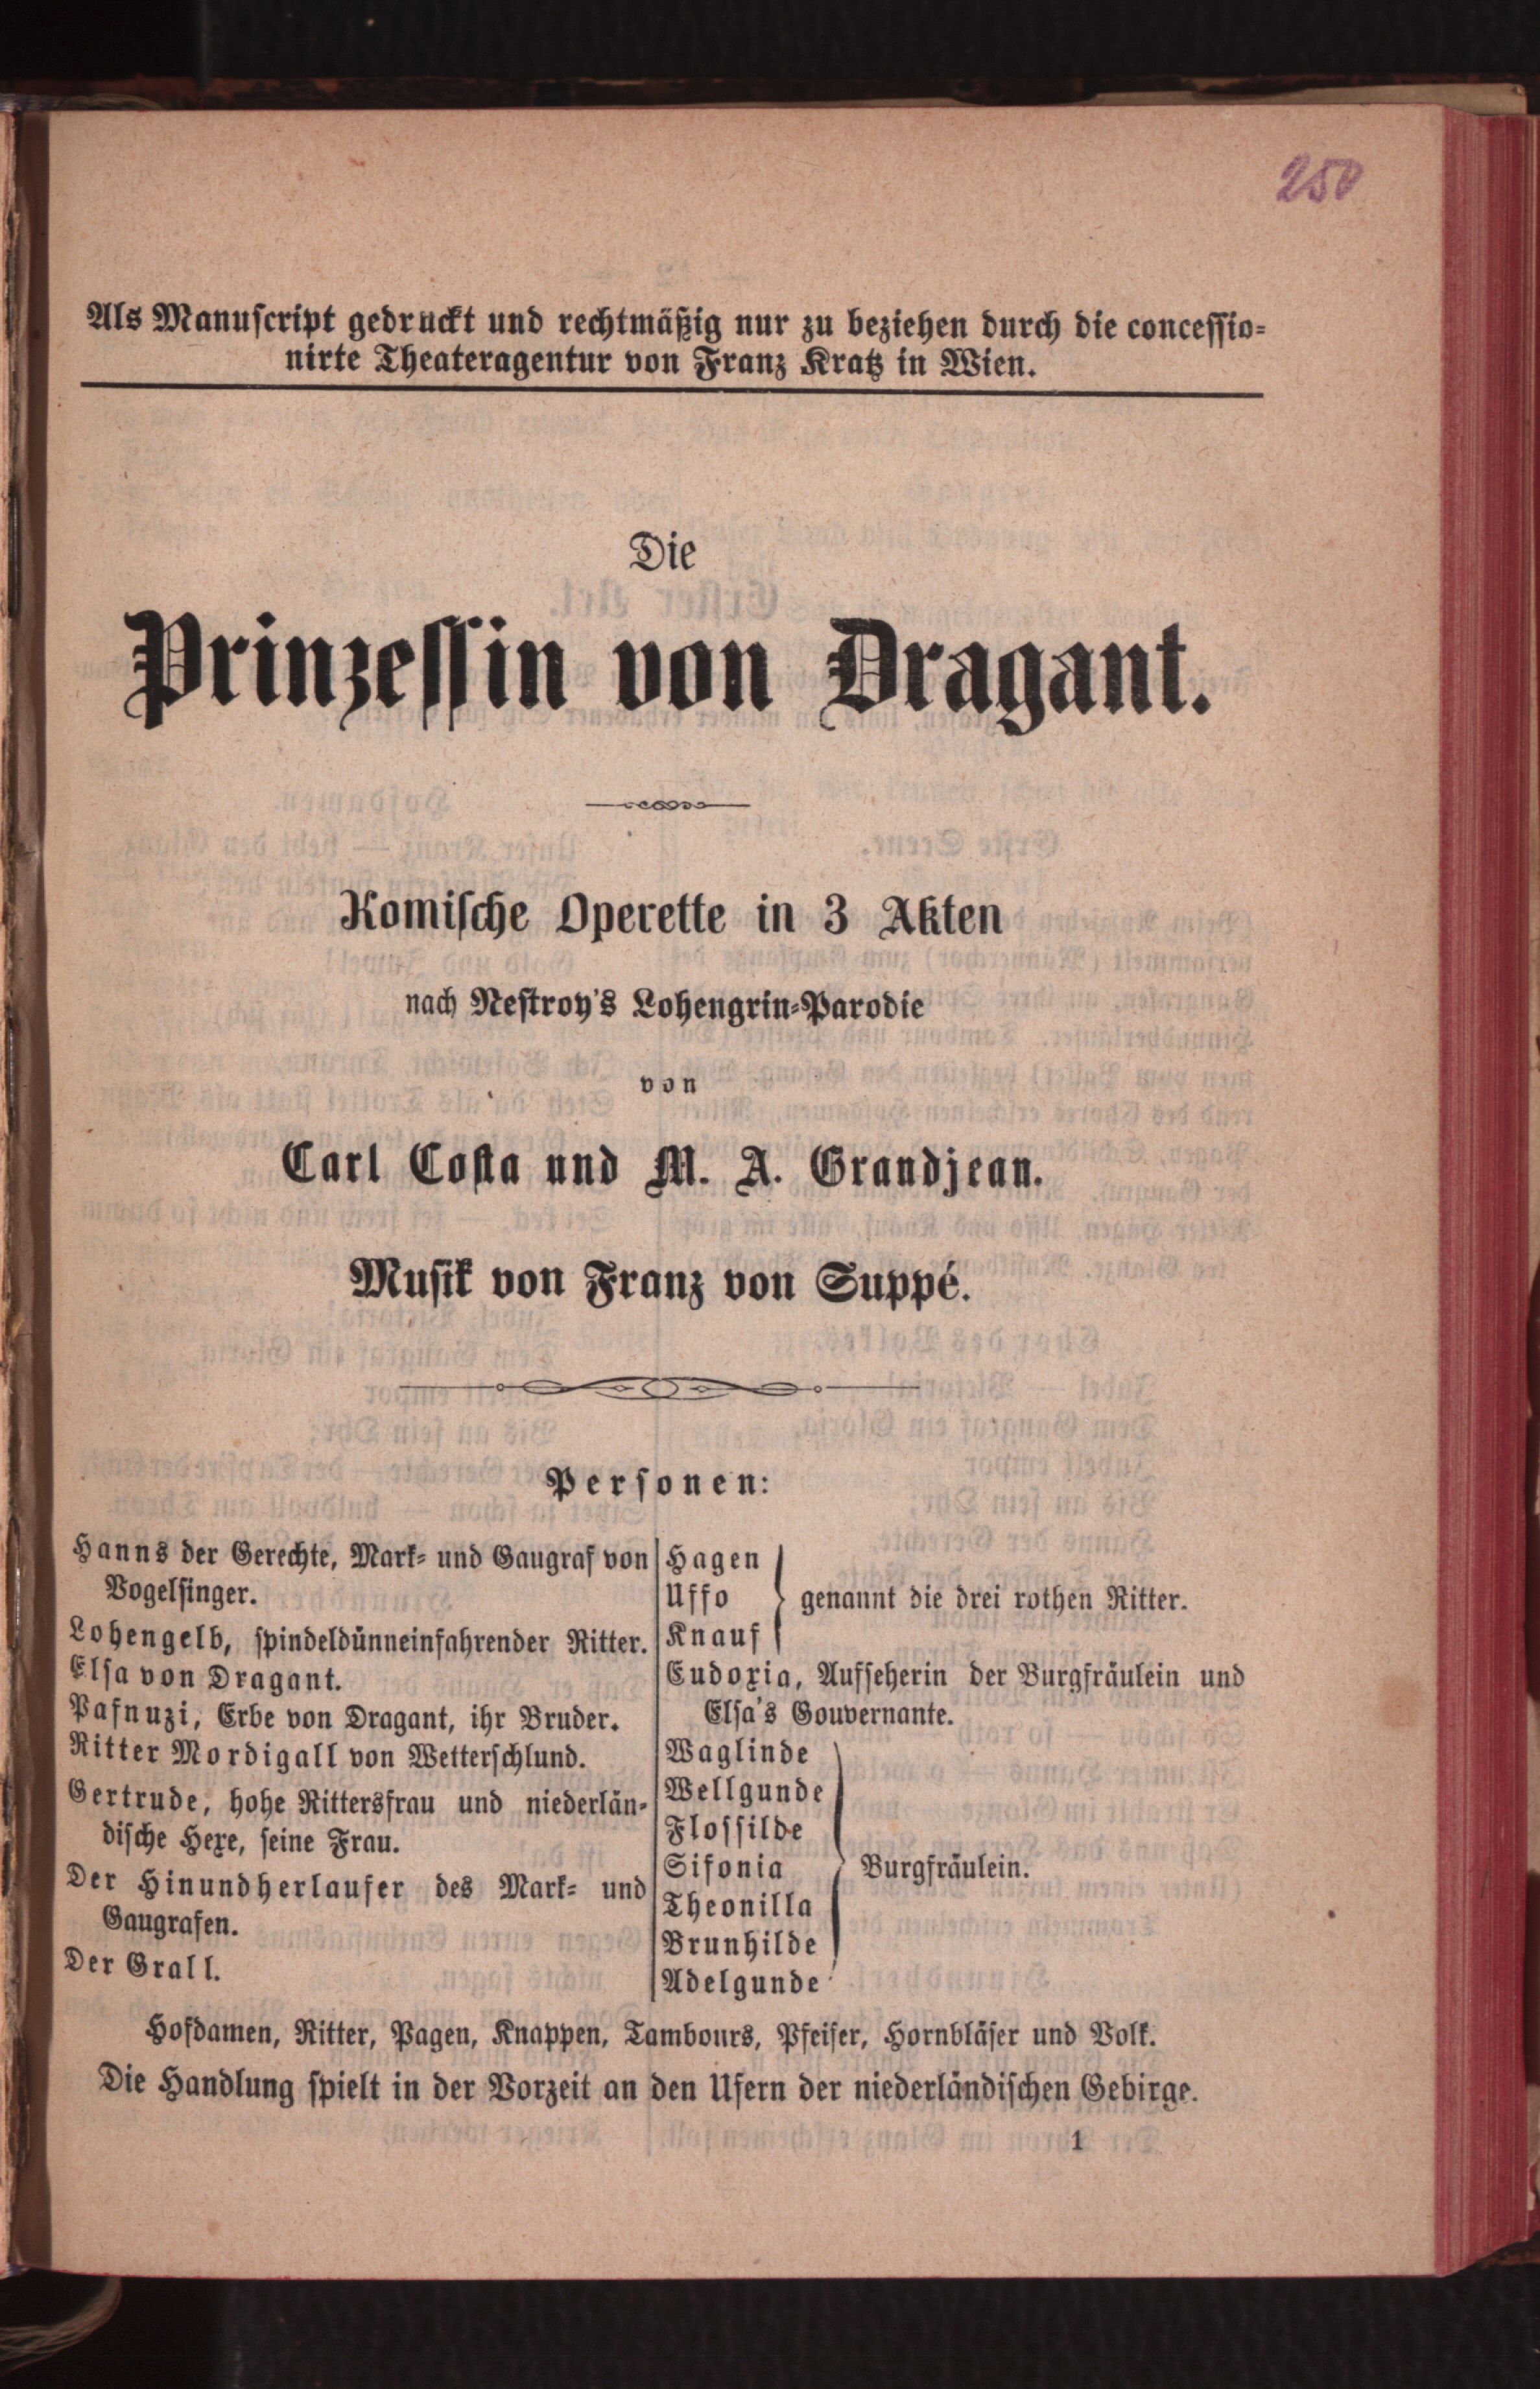 250
Als Manuscript gedruckt und rechtmäßig nur zu beziehen durch die concessio-
nirte Theateragentur von Franz Kratz in Wien.
Die
Prinzessin von Dragant.
Komische Operette in 3 Akten
nach Nestroy's Lohengrin-Parodie
von
Carl Costa und M. A. Grandjean.
Musik von Franz von Suppé.
Personen:
Hanns der Gerechte, Mark- und Gaugraf von
Vogelsinger.
Lohengelb, spindeldünneinfahrender Ritter.
Elsa von Dragant.
Pafnuzi, Erbe von Dragant, ihr Bruder.
Ritter Mordigall von Wetterschlund.
Gertrude, hohe Rittersfrau und niederlän-
dische Hexe, seine Frau.
Der Hinundherlaufer des Mark- und
Gaugrafen.
Der Grall.
Hagen
Uffo
Knauf
genannt die drei rothen Ritter.
Eudoxia, Aufseherin der Burgfräulein und
Elsa's Gouvernante.
Waglinde
Wellgunde
Flossilde
Sifonia
Theonilla
Brunhilde
Adelgunde
Burgfräulein.
Hofdamen, Ritter, Pagen, Knappen, Tambours, Pfeifer, Hornbläser und Volk.
Die Handlung spielt in der Vorzeit an den Ufern der niederländischen Gebirge.
1